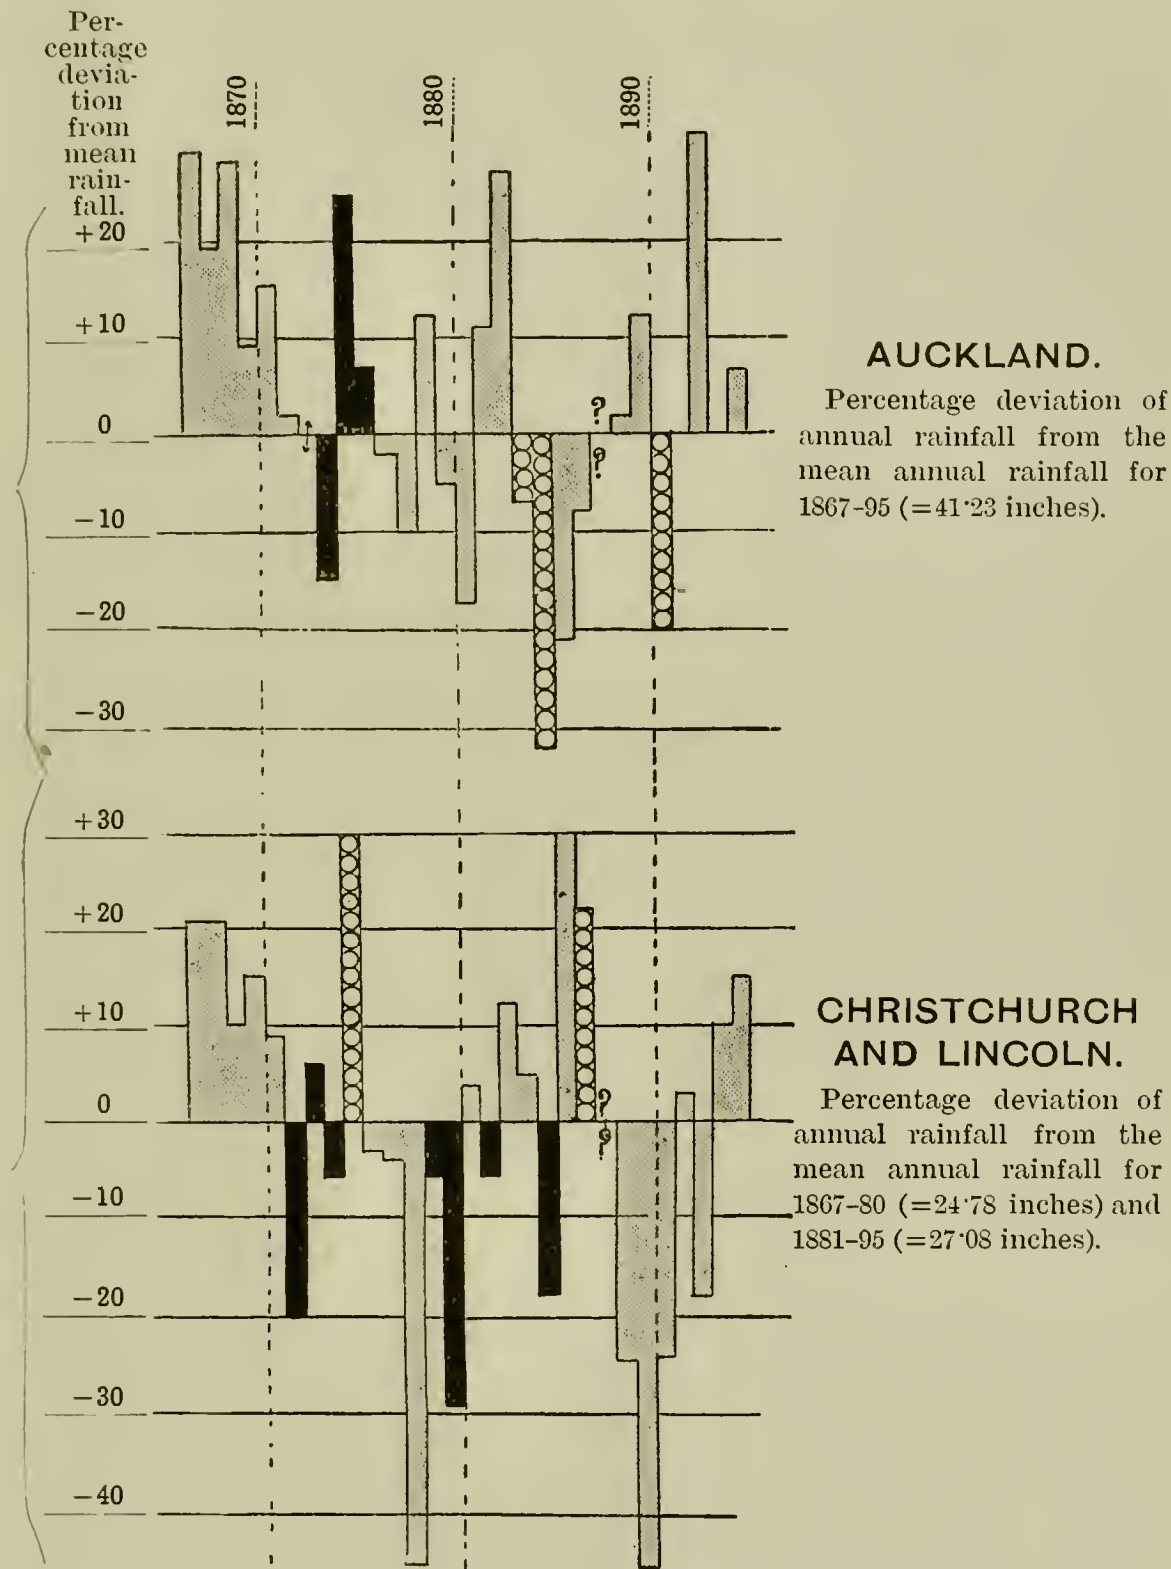 Per-
centage
devia-
tion
from
mean
rain-
fall.
1870
1880
1890
+20
+10
0
−10
−20
−30
?
?
AUCKLAND.
Percentage deviation of
annual rainfall from the
mean annual rainfall for
1867-95 (=41·23 inches).
+30
+20
+10
0
−10
−20
−30
−40
?
?
CHRISTCHURCH
AND LINCOLN.
Percentage deviation of
annual rainfall from the
mean annual rainfall for
1867-80 (=24·78 inches) and
1881-95 (=27·08 inches).